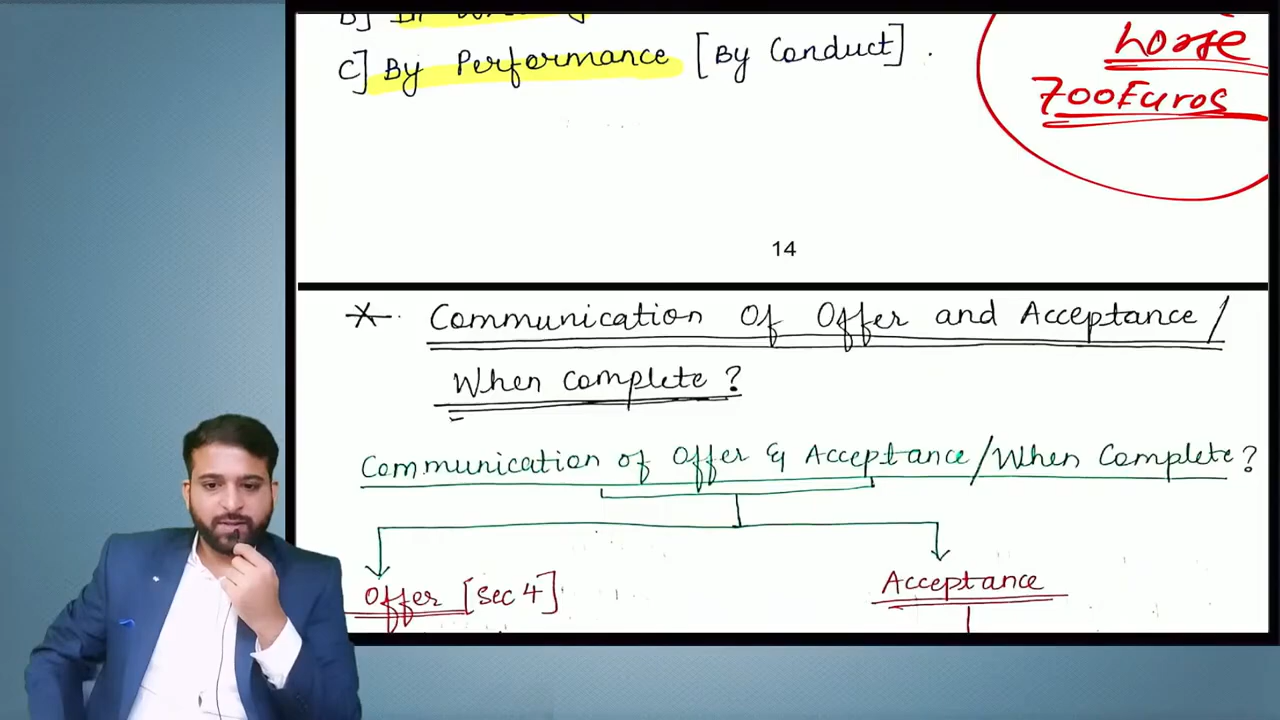 C] By Performance [By Conduct].
horse
700Euros
14
* Communication Of Offer and Acceptance /
When complete ?
Communication of Offer & Acceptance/When Complete?
Offer [Sec 4]
Acceptance